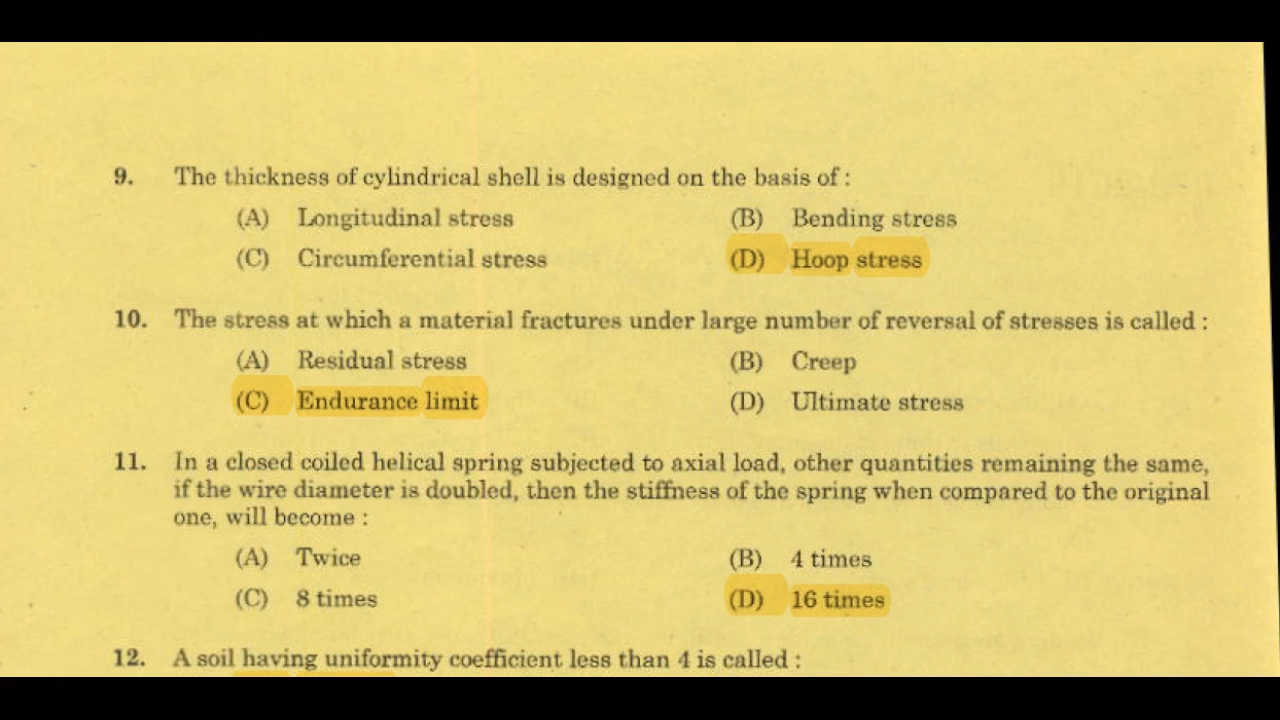 9. The thickness of cylindrical shell is designed on the basis of :
(A) Longitudinal stress (B) Bending stress
(C) Circumferential stress (D) Hoop stress
10. The stress at which a material fractures under large number of reversal of stresses is called :
(A) Residual stress (B) Creep
(C) Endurance limit (D) Ultimate stress
11. In a closed coiled helical spring subjected to axial load, other quantities remaining the same,
if the wire diameter is doubled, then the stiffness of the spring when compared to the original
one, will become :
(A) Twice (B) 4 times
(C) 8 times (D) 16 times
12. A soil having uniformity coefficient less than 4 is called :